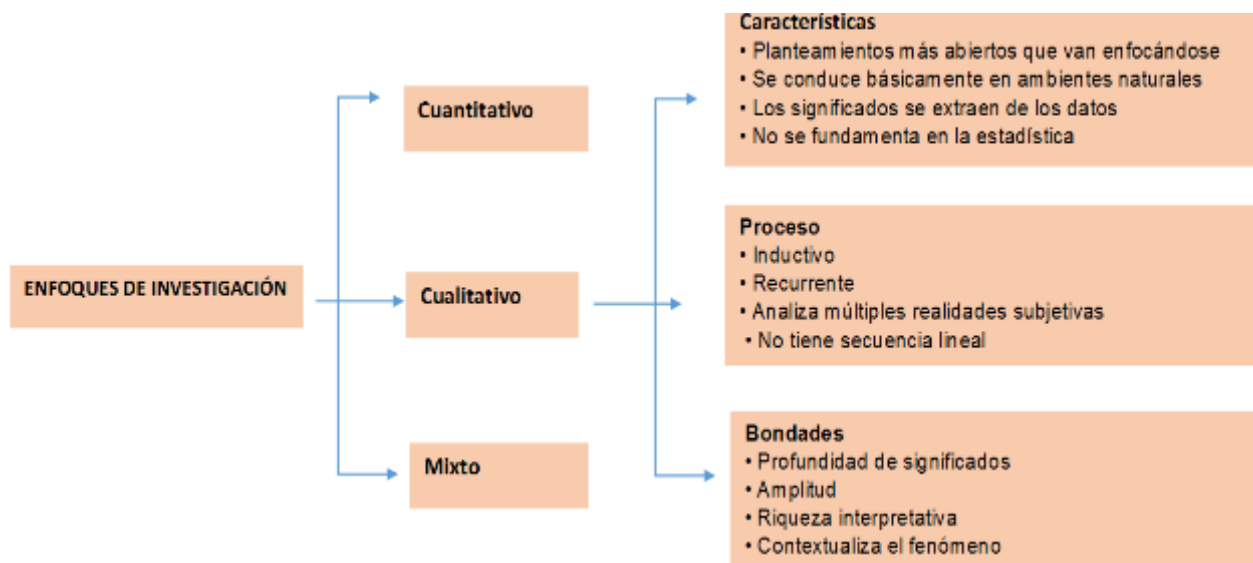 ENFOQUES DE INVESTIGACIÓN
Cuantitativo
Cualitativo
Mixto
Características
• Planteamientos más abiertos que van enfocándose
• Se conduce básicamente en ambientes naturales
• Los significados se extraen de los datos
• No se fundamenta en la estadística
Proceso
• Inductivo
• Recurrente
• Analiza múltiples realidades subjetivas
• No tiene secuencia lineal
Bondades
• Profundidad de significados
• Amplitud
• Riqueza interpretativa
• Contextualiza el fenómeno